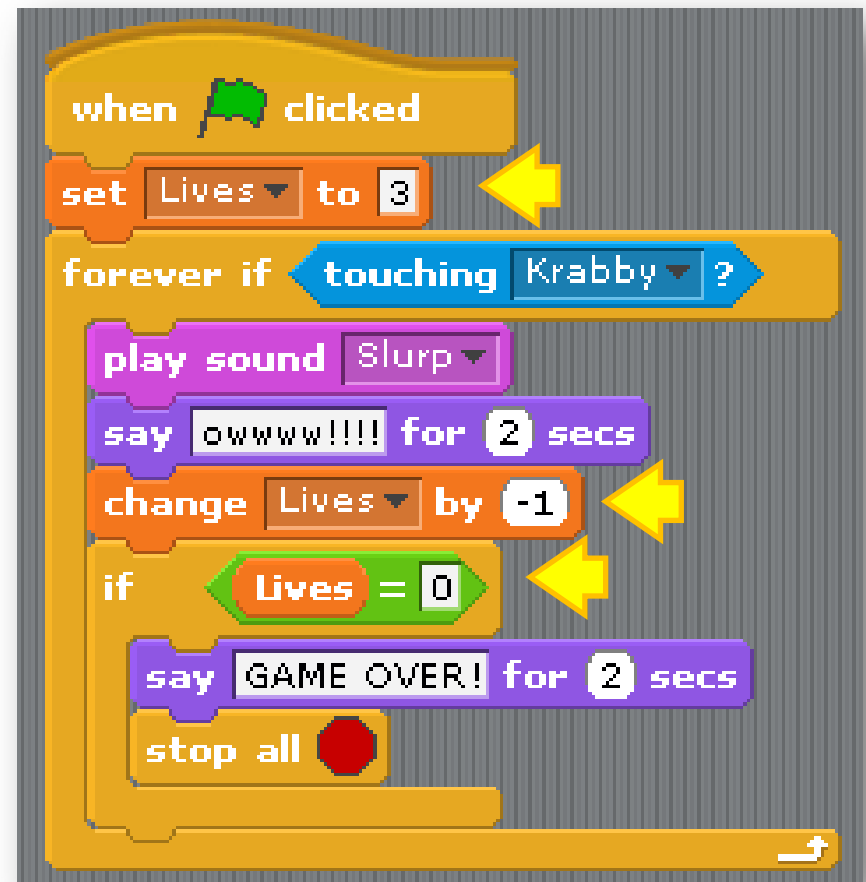 when clicked
set Lives to 3
forever if touching Krabby ?
play sound Slurp
say owwww!!!! for 2 secs
change Lives by -1
if Lives = 0
say GAME OVER! for 2 secs
stop all